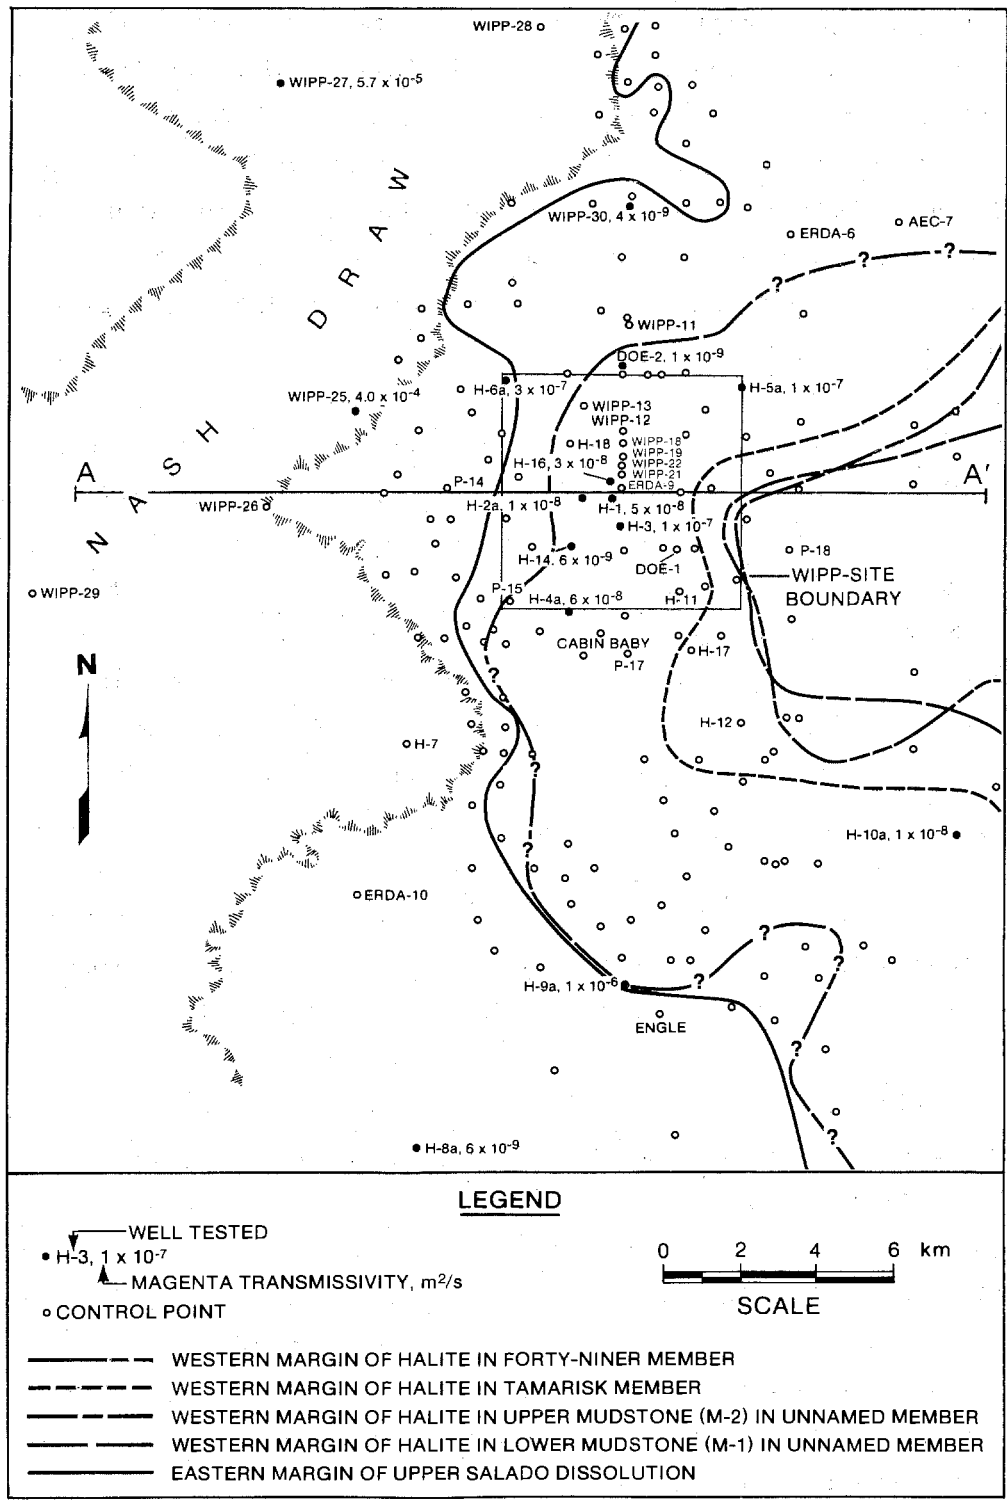 WIPP-28
WIPP-27, 5.7 x 10-5
NASH DRAW
WIPP-30, 4 x 10-9
AEC-7
ERDA-6
?
?
?
WIPP-11
DOE-2, 1 x 10-9
H-6a, 3 x 10-7
H-5a, 1 x 10-7
WIPP-25, 4.0 x 10-4
WIPP-13
WIPP-12
H-18
WIPP-18
WIPP-19
H-16, 3 x 10-8
WIPP-22
WIPP-21
A
P-14
ERDA-9
A'
WIPP-26
H-2a, 1 x 10-8
H-1, 5 x 10-8
H-3, 1 x 10-7
H-14, 6 x 10-9
DOE-1
P-18
WIPP-29
P-15
H-11
WIPP-SITE
BOUNDARY
H-4a, 6 x 10-8
CABIN BABY
P-17
H-17
N
?
H-12
H-7
?
H-10a, 1 x 10-8
?
ERDA-10
?
?
H-9a, 1 x 10-6
?
ENGLE
?
?
H-8a, 6 x 10-9
LEGEND
WELL TESTED
H-3, 1 x 10-7
MAGENTA TRANSMISSIVITY, m2/s
CONTROL POINT
0 2 4 6 km
SCALE
WESTERN MARGIN OF HALITE IN FORTY-NINER MEMBER
WESTERN MARGIN OF HALITE IN TAMARISK MEMBER
WESTERN MARGIN OF HALITE IN UPPER MUDSTONE (M-2) IN UNNAMED MEMBER
WESTERN MARGIN OF HALITE IN LOWER MUDSTONE (M-1) IN UNNAMED MEMBER
EASTERN MARGIN OF UPPER SALADO DISSOLUTION